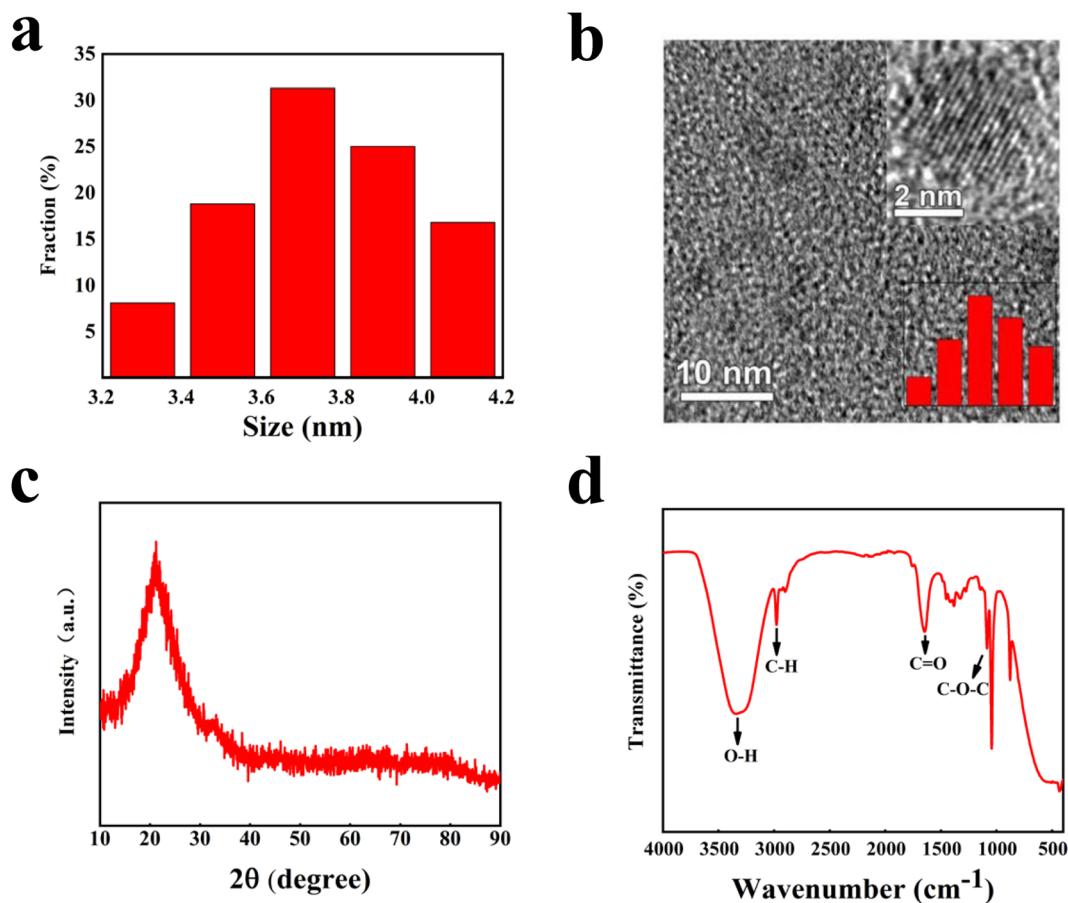 a
35
30
25
20
15
10
5
Fraction (%)
3.2 3.4 3.6 3.8 4.0 4.2
Size (nm)
b
2 nm
10 nm
c
Intensity (a.u.)
10 20 30 40 50 60 70 80 90
2θ (degree)
d
Transmittance (%)
C-H
C=O
C-O-C
O-H
4000 3500 3000 2500 2000 1500 1000 500
Wavenumber (cm⁻¹)